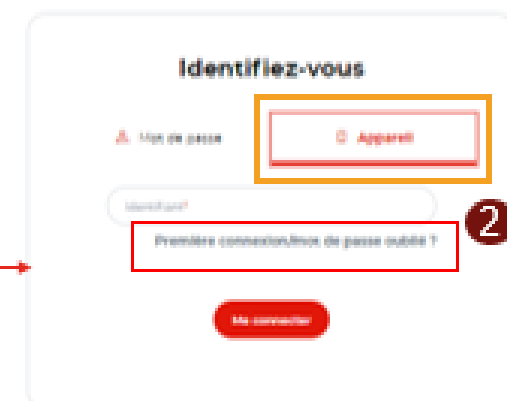 Identifiez-vous
Mot de passe
Appareil
Identifiant*
Première connexion/mot de passe oublié ?
2
Me connecter